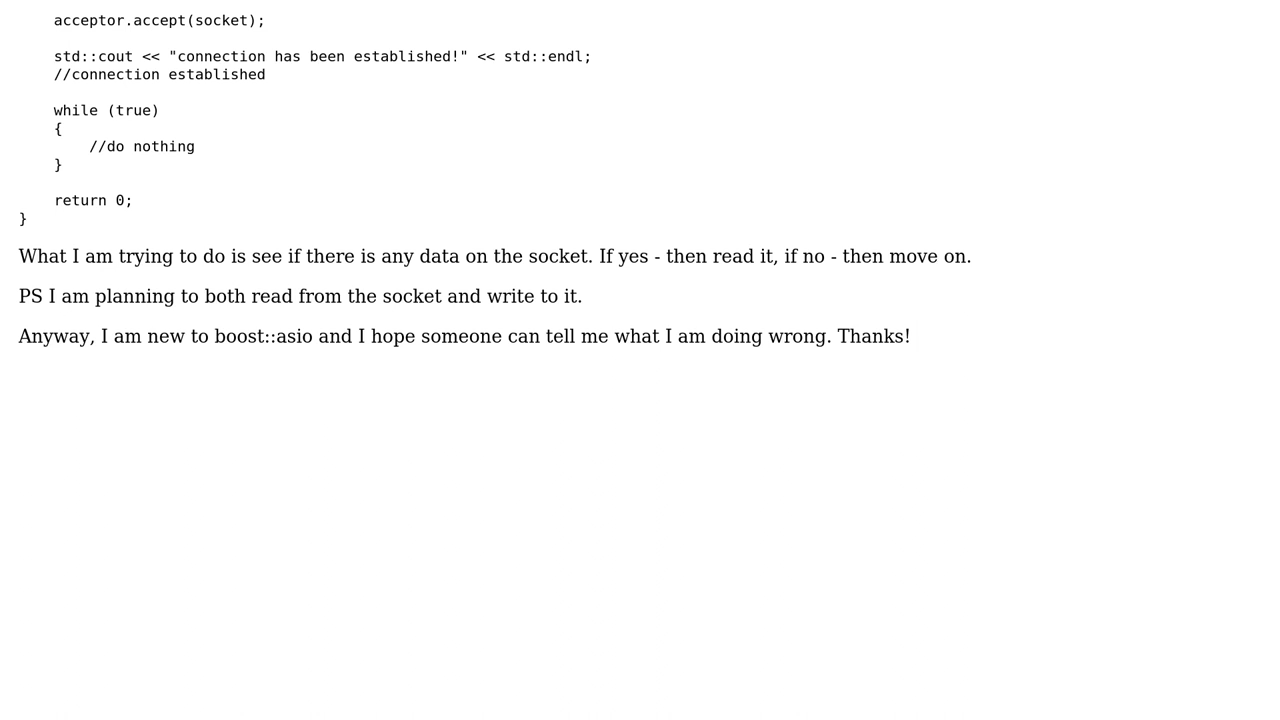 acceptor.accept(socket);

    std::cout << "connection has been established!" << std::endl;
    //connection established

    while (true)
    {
        //do nothing
    }

    return 0;
}
What I am trying to do is see if there is any data on the socket. If yes - then read it, if no - then move on.
PS I am planning to both read from the socket and write to it.
Anyway, I am new to boost::asio and I hope someone can tell me what I am doing wrong. Thanks!